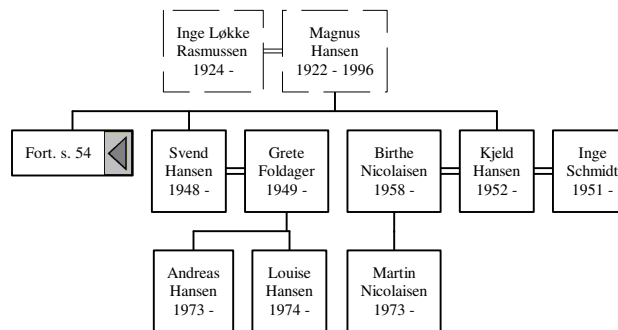 Inge Løkke
Rasmussen
1924 -
Magnus
Hansen
1922 - 1996
Fort. s. 54
Svend
Hansen
1948 -
Grete
Foldager
1949 -
Birthe
Nicolaisen
1958 -
Kjeld
Hansen
1952 -
Inge
Schmidt
1951 -
Andreas
Hansen
1973 -
Louise
Hansen
1974 -
Martin
Nicolaisen
1973 -